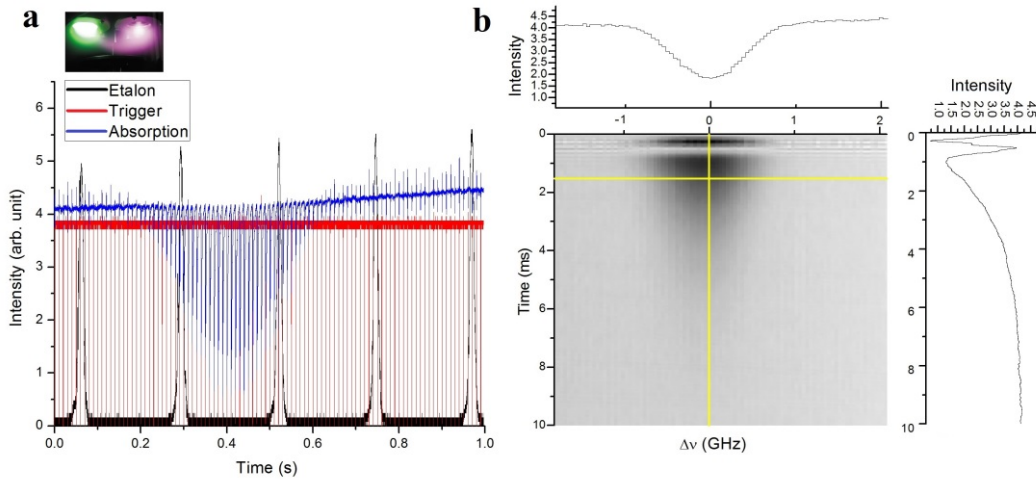 a
Etalon
Trigger
Absorption
Intensity (arb. unit)
6
5
4
3
2
1
0
0.0 0.2 0.4 0.6 0.8 1.0
Time (s)
b
Intensity
4.5
4.0
3.5
3.0
2.5
2.0
1.5
1.0
-1 0 1 2
Time (ms)
0
2
4
6
8
10
Δν (GHz)
Intensity
1.0 1.5 2.0 2.5 3.0 3.5 4.0 4.5
0
2
4
6
8
10